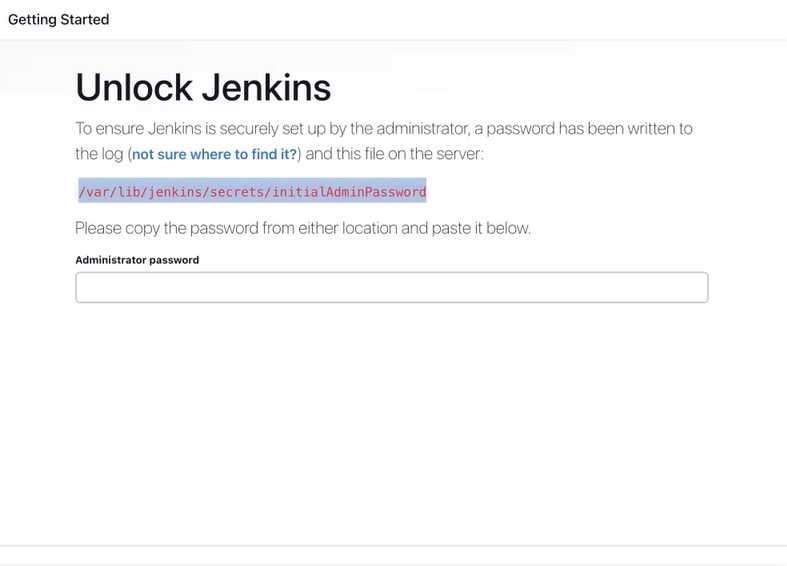 Getting Started
Unlock Jenkins
To ensure Jenkins is securely set up by the administrator, a password has been written to
the log (not sure where to find it?) and this file on the server:
/var/lib/jenkins/secrets/initialAdminPassword
Please copy the password from either location and paste it below.
Administrator password